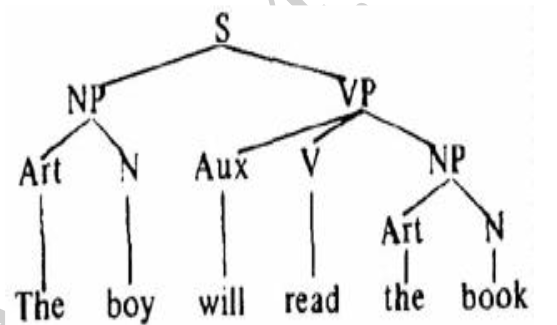 S
NP VP
Art N Aux V NP
Art N
The boy will read the book